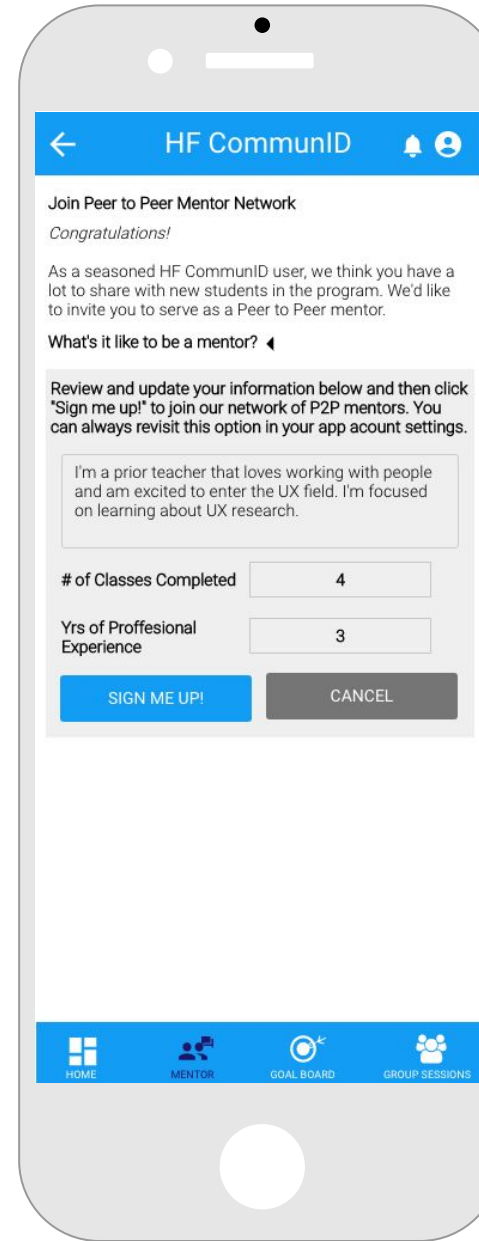 HF CommunID
Join Peer to Peer Mentor Network
Congratulations!
As a seasoned HF CommunID user, we think you have a
lot to share with new students in the program. We'd like
to invite you to serve as a Peer to Peer mentor.
What's it like to be a mentor?
Review and update your information below and then click
"Sign me up!" to join our network of P2P mentors. You
can always revisit this option in your app acount settings.
I'm a prior teacher that loves working with people
and am excited to enter the UX field. I'm focused
on learning about UX research.
# of Classes Completed 4
Yrs of Proffesional
Experience 3
SIGN ME UP! CANCEL
HOME MENTOR GOAL BOARD GROUP SESSIONS